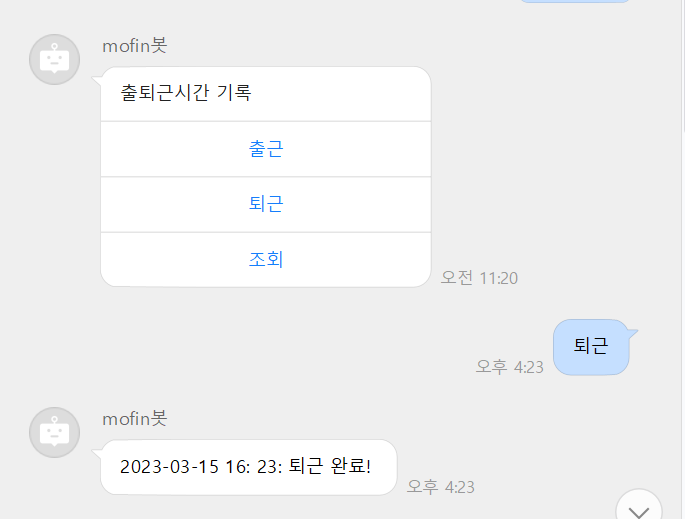 mofin봇
출퇴근시간 기록
출근
퇴근
조회
오전 11:20
퇴근
오후 4:23
mofin봇
2023-03-15 16: 23: 퇴근 완료!
오후 4:23